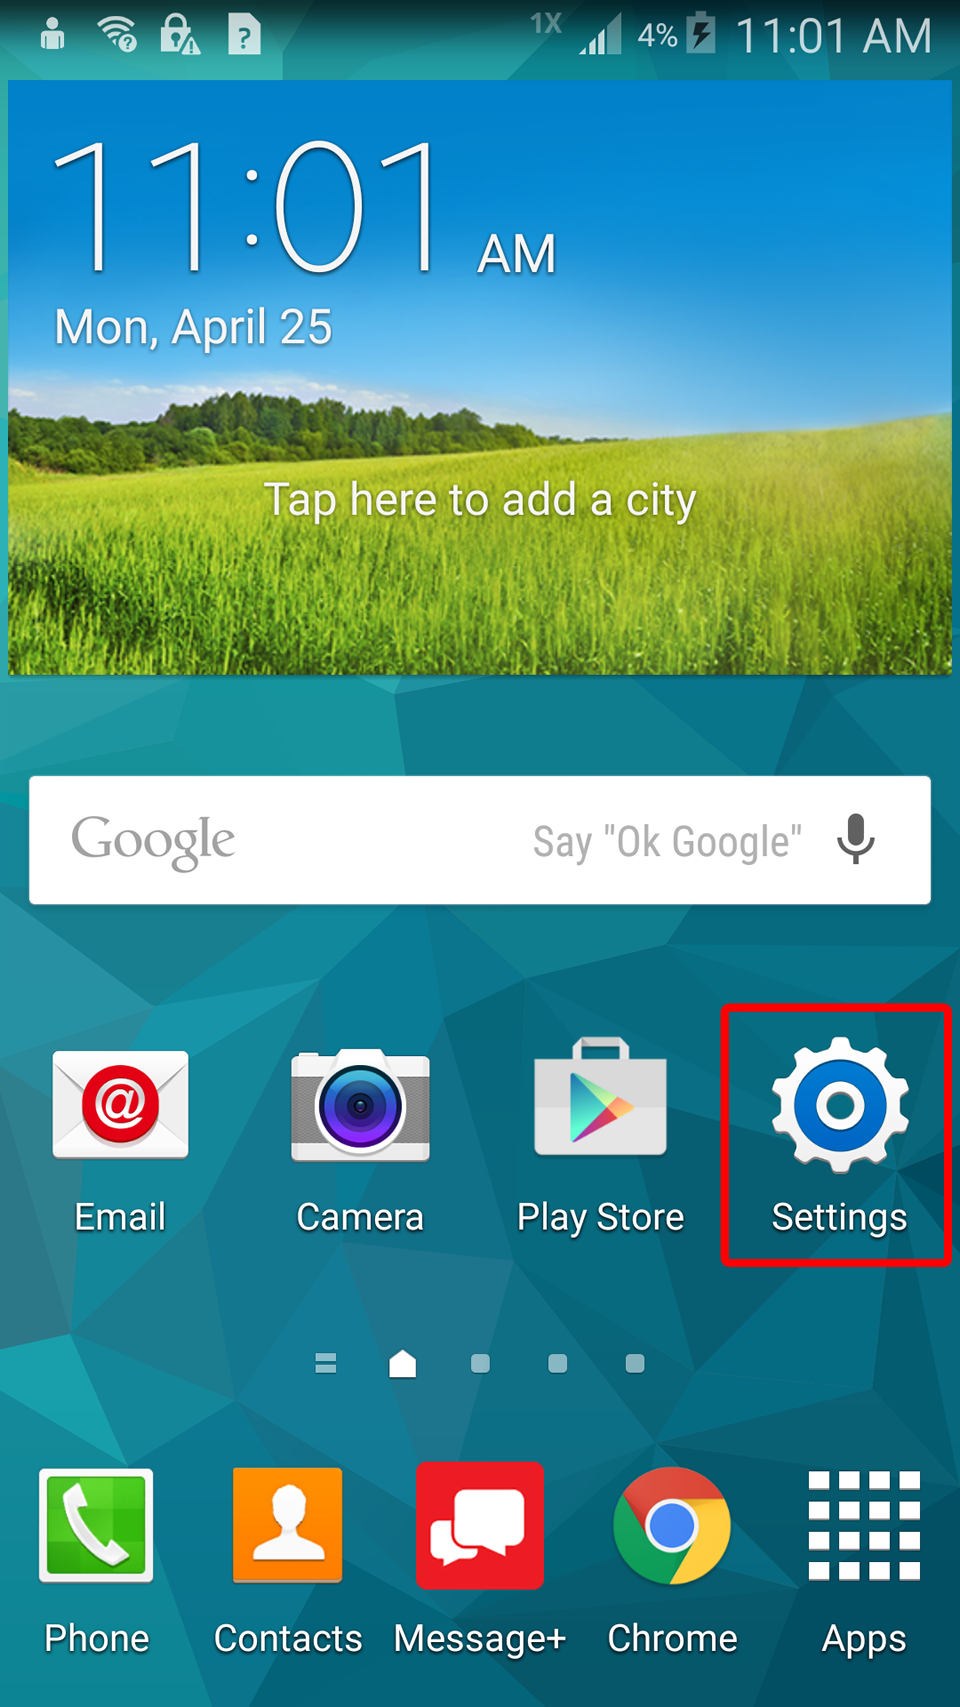 1X 4% 11:01 AM
11:01 AM
Mon, April 25
Tap here to add a city
Google Say "Ok Google"
Email Camera Play Store Settings
Phone Contacts Message+ Chrome Apps